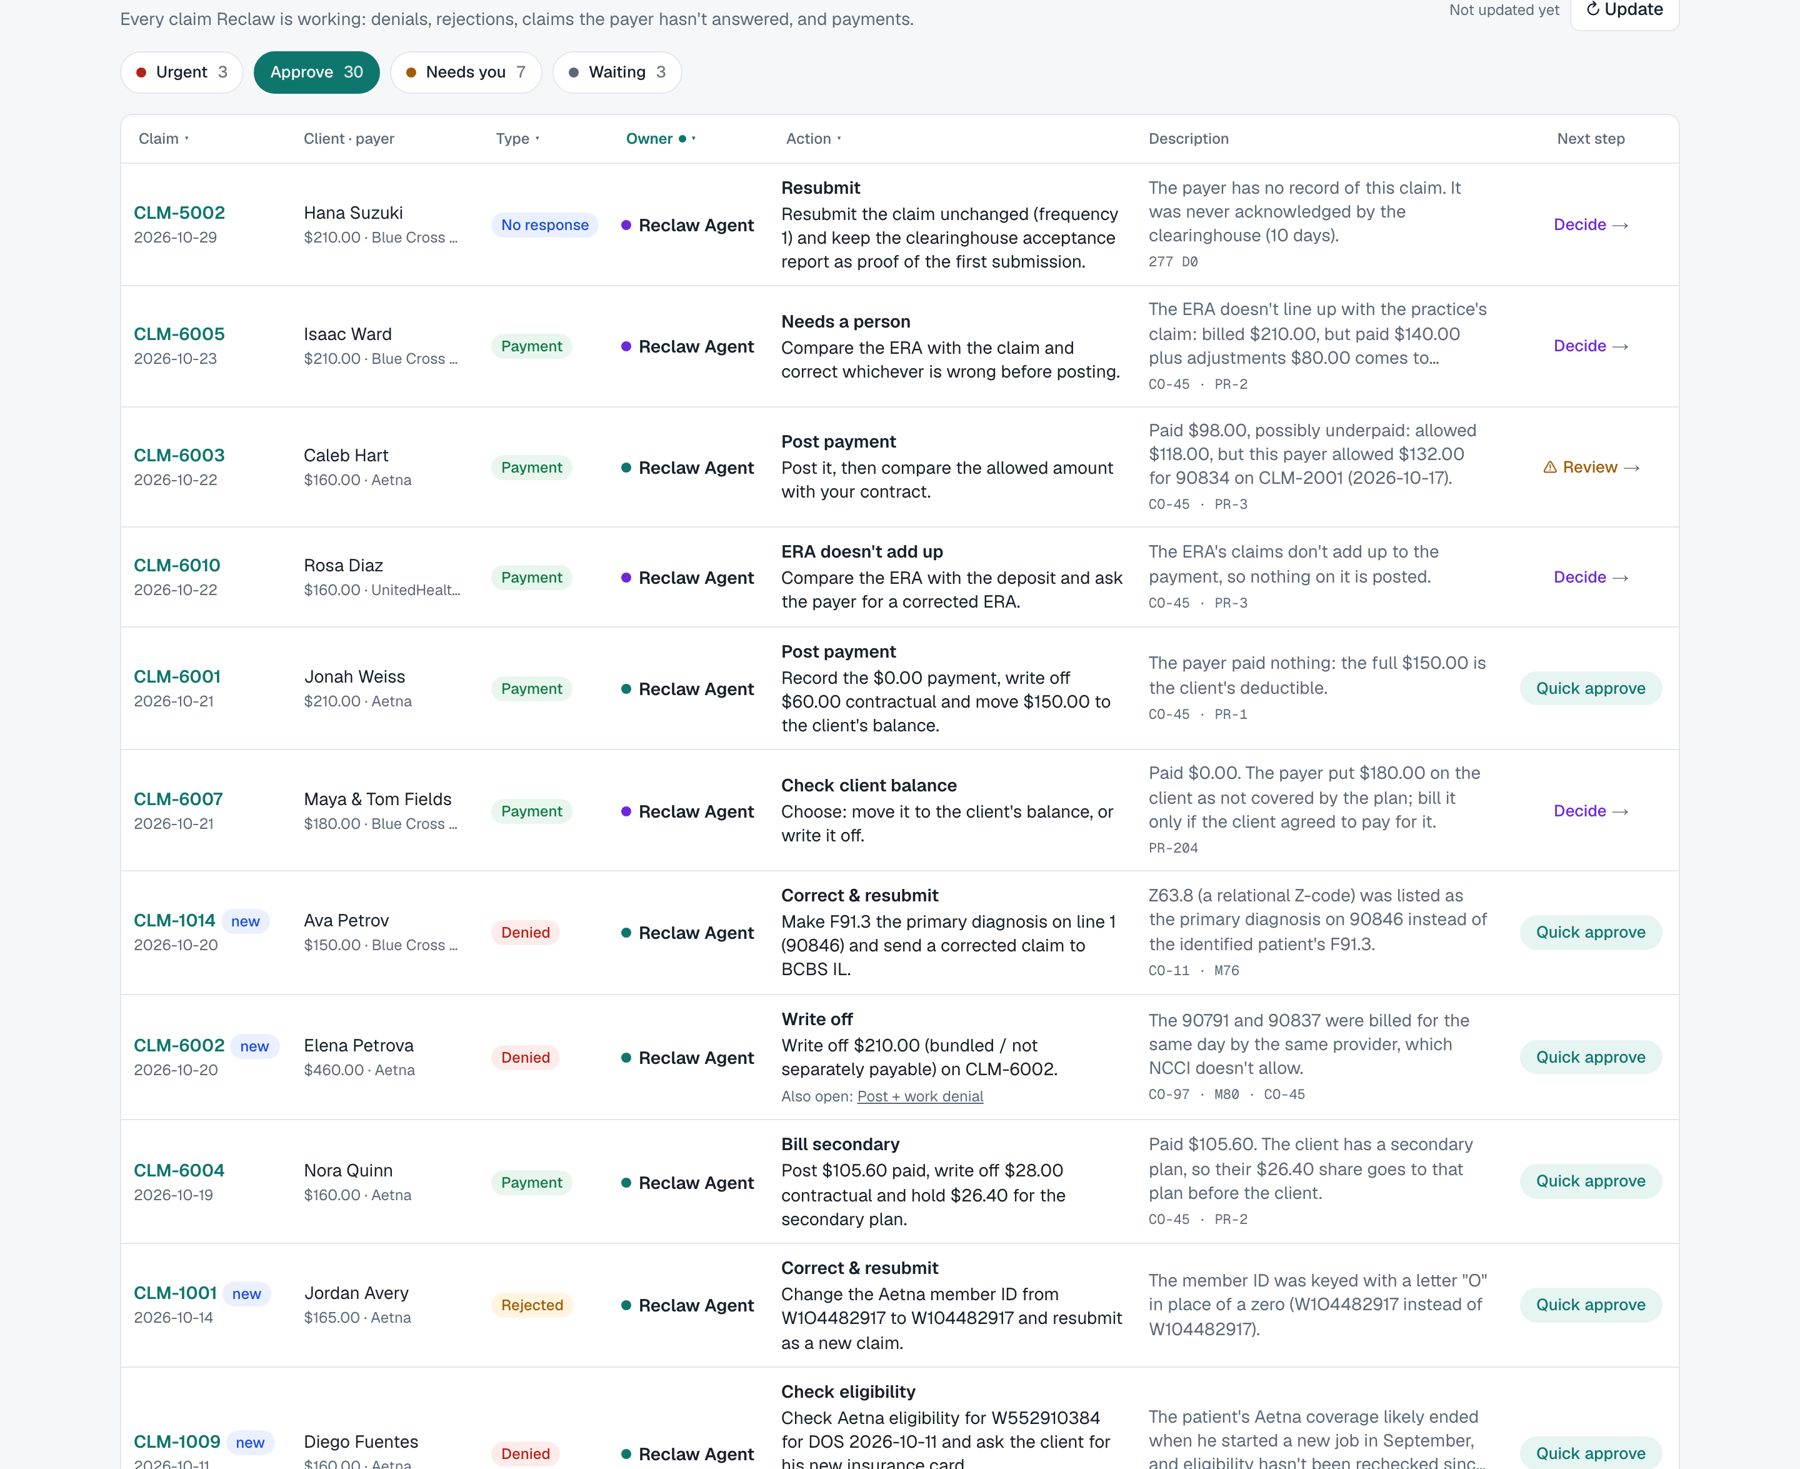 Every claim Reclaw is working: denials, rejections, claims the payer hasn't answered, and payments.
Not updated yet
Update
Urgent 3
Approve 30
Needs you 7
Waiting 3
Claim
Client · payer
Type
Owner
Action
Description
Next step
CLM-5002
2026-10-29
Hana Suzuki
$210.00 · Blue Cross ...
No response
Reclaw Agent
Resubmit
Resubmit the claim unchanged (frequency
1) and keep the clearinghouse acceptance
report as proof of the first submission.
The payer has no record of this claim. It
was never acknowledged by the
clearinghouse (10 days).
277 D0
Decide →
CLM-6005
2026-10-23
Isaac Ward
$210.00 · Blue Cross ...
Payment
Reclaw Agent
Needs a person
Compare the ERA with the claim and
correct whichever is wrong before posting.
The ERA doesn't line up with the practice's
claim: billed $210.00, but paid $140.00
plus adjustments $80.00 comes to...
CO-45 · PR-2
Decide →
CLM-6003
2026-10-22
Caleb Hart
$160.00 · Aetna
Payment
Reclaw Agent
Post payment
Post it, then compare the allowed amount
with your contract.
Paid $98.00, possibly underpaid: allowed
$118.00, but this payer allowed $132.00
for 90834 on CLM-2001 (2026-10-17).
CO-45 · PR-3
Review →
CLM-6010
2026-10-22
Rosa Diaz
$160.00 · UnitedHealt...
Payment
Reclaw Agent
ERA doesn't add up
Compare the ERA with the deposit and ask
the payer for a corrected ERA.
The ERA's claims don't add up to the
payment, so nothing on it is posted.
CO-45 · PR-3
Decide →
CLM-6001
2026-10-21
Jonah Weiss
$210.00 · Aetna
Payment
Reclaw Agent
Post payment
Record the $0.00 payment, write off
$60.00 contractual and move $150.00 to
the client's balance.
The payer paid nothing: the full $150.00 is
the client's deductible.
CO-45 · PR-1
Quick approve
CLM-6007
2026-10-21
Maya & Tom Fields
$180.00 · Blue Cross ...
Payment
Reclaw Agent
Check client balance
Choose: move it to the client's balance, or
write it off.
Paid $0.00. The payer put $180.00 on the
client as not covered by the plan; bill it
only if the client agreed to pay for it.
PR-204
Decide →
CLM-1014 new
2026-10-20
Ava Petrov
$150.00 · Blue Cross ...
Denied
Reclaw Agent
Correct & resubmit
Make F91.3 the primary diagnosis on line 1
(90846) and send a corrected claim to
BCBS IL.
Z63.8 (a relational Z-code) was listed as
the primary diagnosis on 90846 instead of
the identified patient's F91.3.
CO-11 · M76
Quick approve
CLM-6002 new
2026-10-20
Elena Petrova
$460.00 · Aetna
Denied
Reclaw Agent
Write off
Write off $210.00 (bundled / not
separately payable) on CLM-6002.
Also open: Post + work denial
The 90791 and 90837 were billed for the
same day by the same provider, which
NCCI doesn't allow.
CO-97 · M80 · CO-45
Quick approve
CLM-6004
2026-10-19
Nora Quinn
$160.00 · Aetna
Payment
Reclaw Agent
Bill secondary
Post $105.60 paid, write off $28.00
contractual and hold $26.40 for the
secondary plan.
Paid $105.60. The client has a secondary
plan, so their $26.40 share goes to that
plan before the client.
CO-45 · PR-2
Quick approve
CLM-1001 new
2026-10-14
Jordan Avery
$165.00 · Aetna
Rejected
Reclaw Agent
Correct & resubmit
Change the Aetna member ID from
W1O4482917 to W104482917 and resubmit
as a new claim.
The member ID was keyed with a letter "O"
in place of a zero (W1O4482917 instead of
W104482917).
Quick approve
CLM-1009 new
2026-10-11
Diego Fuentes
$160.00 · Aetna
Denied
Reclaw Agent
Check eligibility
Check Aetna eligibility for W552910384
for DOS 2026-10-11 and ask the client for
his new insurance card.
The patient's Aetna coverage likely ended
when he started a new job in September,
and eligibility hasn't been rechecked sinc...
Quick approve